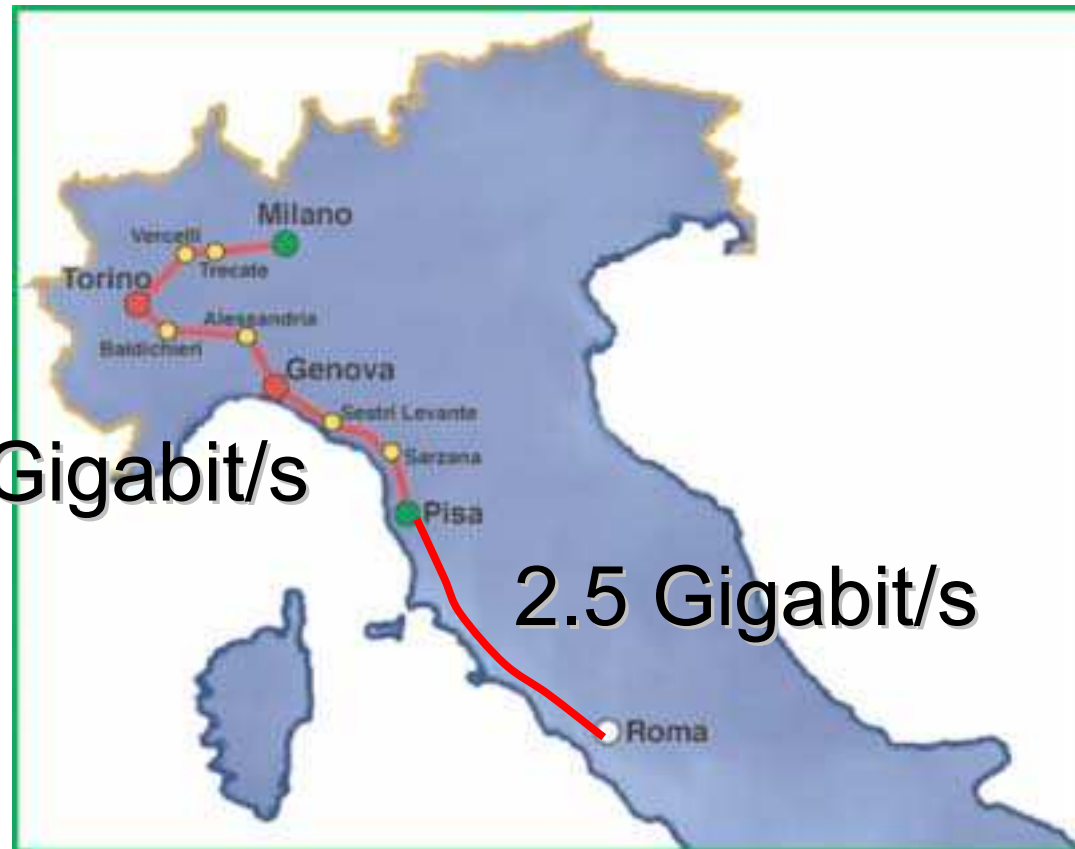 Milano
Vercelli
Trecate
Torino
Alessandria
Baldichieri
Genova
Sestri Levante
Sarzana
Gigabit/s
Pisa
2.5 Gigabit/s
Roma